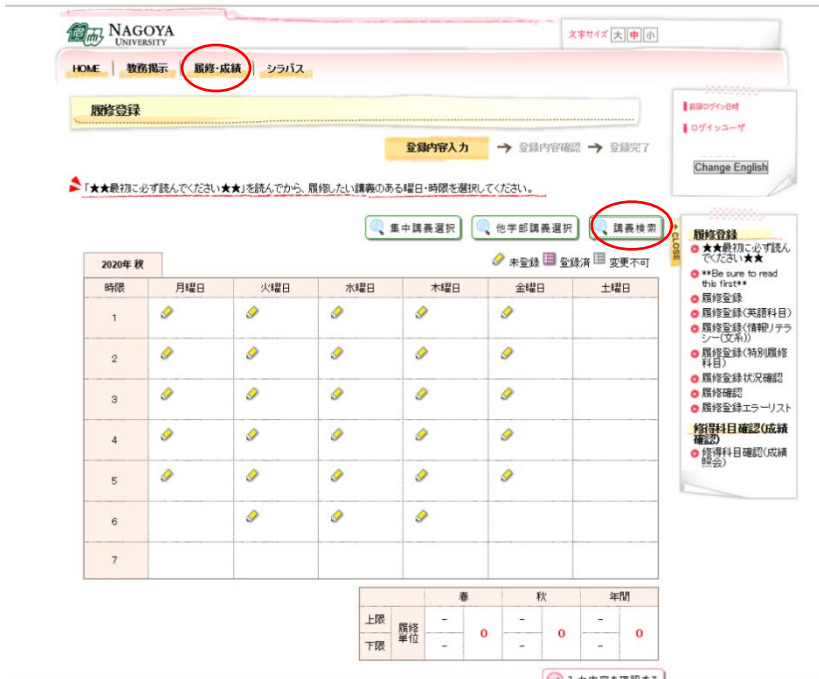 名大
NAGOYA
UNIVERSITY
文字サイズ 大 中 小
HOME 教務掲示 履修・成績 シラバス
履修登録
登録内容入力 → 登録内容確認 → 登録完了
前回ログイン日時
ログインユーザ
Change English
「★★最初に必ず読んでください★★」を読んでから、履修したい講義のある曜日・時限を選択してください。
集中講義選択 他学部講義選択 講義検索
2020年 秋
未登録 登録済 変更不可
時限 月曜日 火曜日 水曜日 木曜日 金曜日 土曜日
1
2
3
4
5
6
7
春 秋 年間
上限 履修単位 - 0 - 0 - 0
下限 - - -
入力内容を確認する
CLOSE
履修登録
★★最初に必ず読ん
でください★★
**Be sure to read
this first**
履修登録
履修登録(英語科目)
履修登録(情報リテラ
シー(文系))
履修登録(特別履修
科目)
履修登録状況確認
履修確認
履修登録エラーリスト
修得科目確認(成績
確認)
修得科目確認(成績
照会)